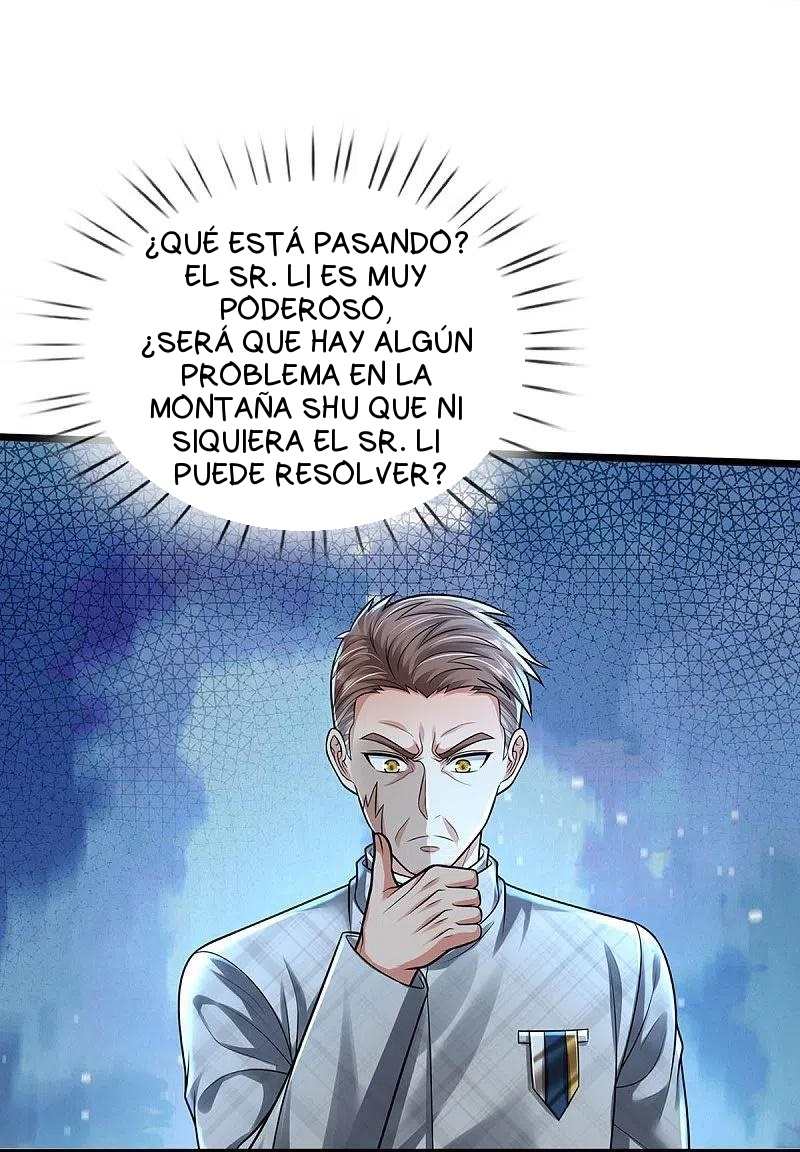 ¿QUÉ ESTÁ PASANDO?
EL SR. LI ES MUY
PODEROSO,
¿SERÁ QUE HAY ALGÚN
PROBLEMA EN LA
MONTAÑA SHU QUE NI
SIQUIERA EL SR. LI
PUEDE RESOLVER?